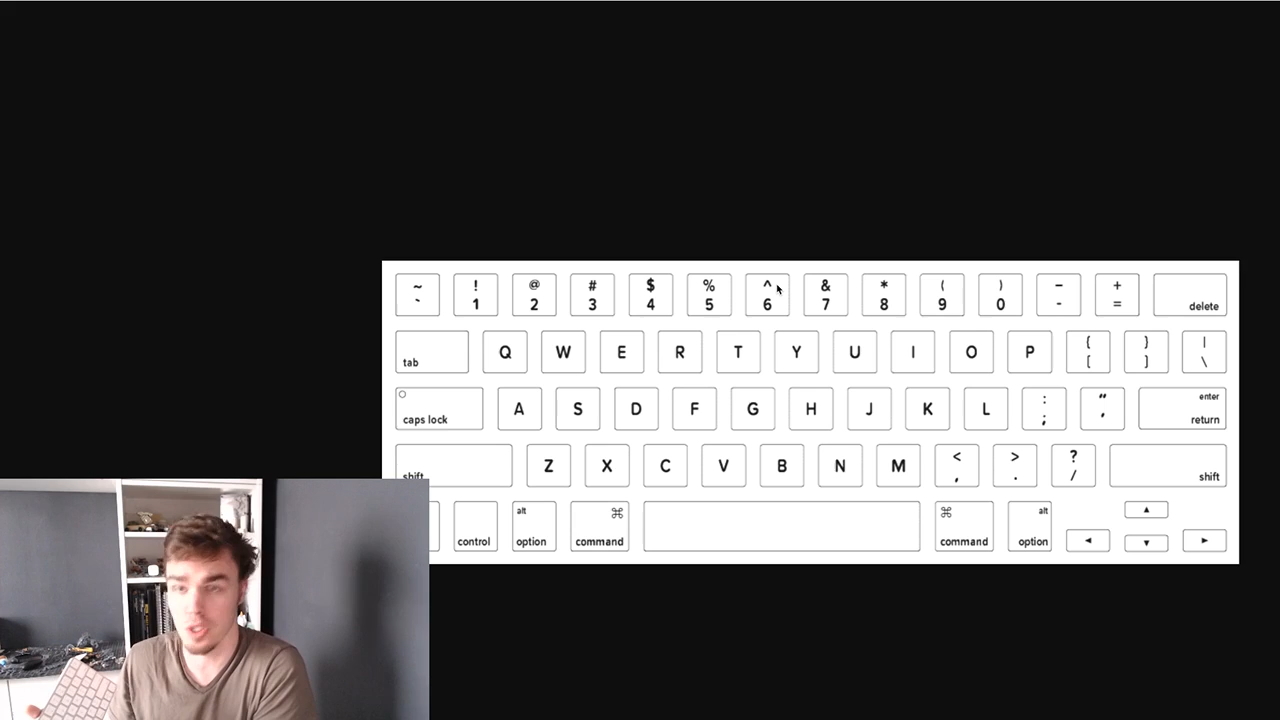 ~ ! @ # $ % ^ & * ( ) – +
` 1 2 3 4 5 6 7 8 9 0 - = delete
tab Q W E R T Y U I O P { } |
[ ] \
caps lock A S D F G H J K L : “ enter
; ‘ return
shift Z X C V B N M < > ? shift
, . /
alt ⌘ ⌘ alt ▲
control option command command option ◄ ▼ ►